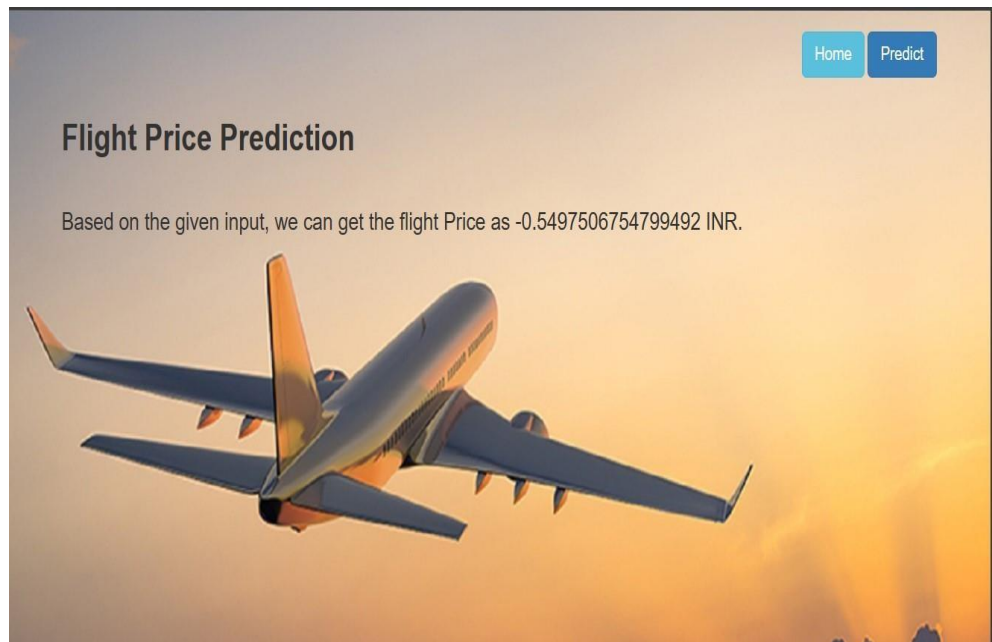 Home Predict
Flight Price Prediction
Based on the given input, we can get the flight Price as -0.5497506754799492 INR.